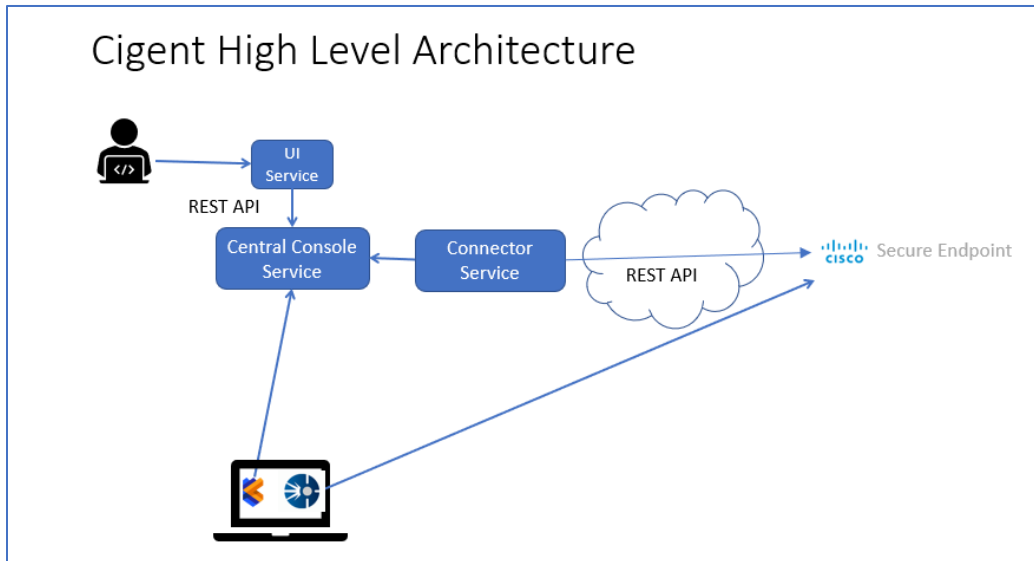 Cigent High Level Architecture
</>
UI
Service
REST API
Central Console
Service
Connector
Service
REST API
CISCO
Secure Endpoint